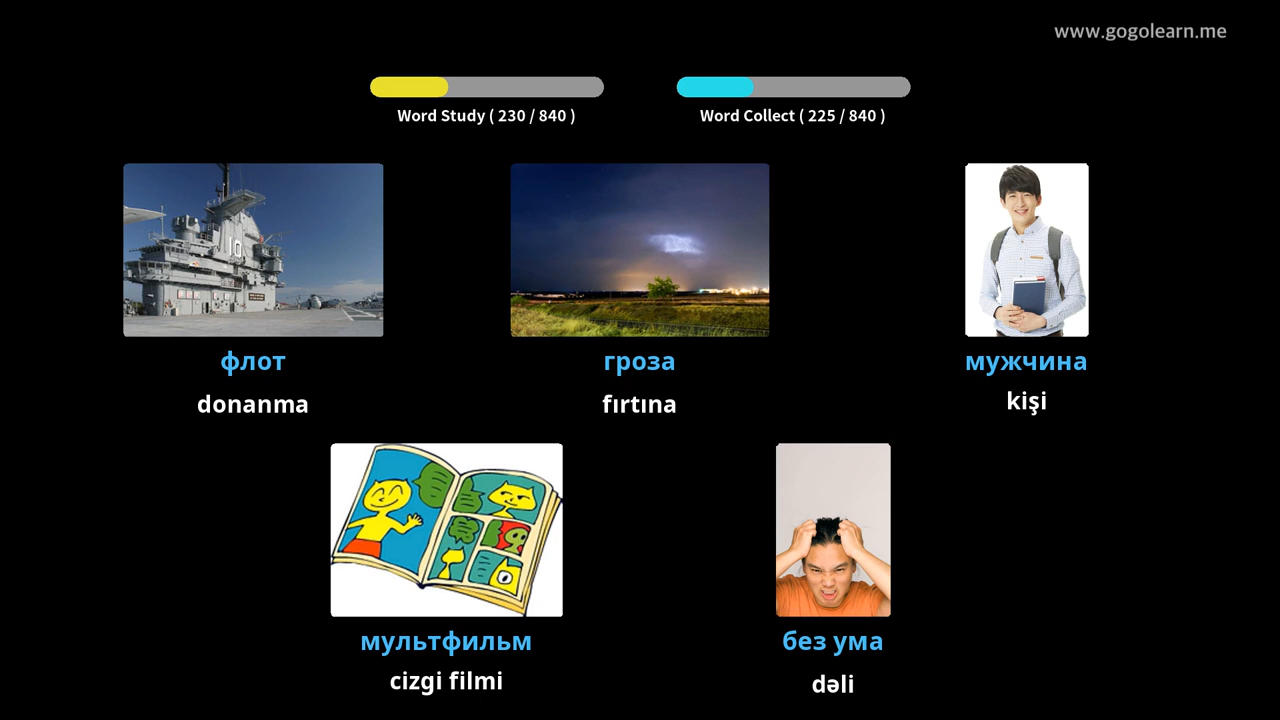 www.gogolearn.me
Word Study ( 230 / 840 )
Word Collect ( 225 / 840 )
10
флот
гроза
мужчина
donanma
fırtına
kişi
мультфильм
без ума
cizgi filmi
dəli